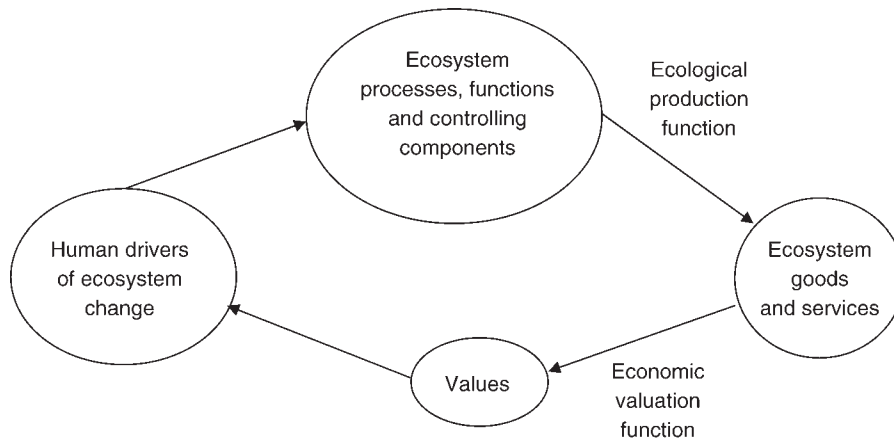 Ecosystem
processes, functions
and controlling
components
Ecological
production
function
Human drivers
of ecosystem
change
Ecosystem
goods
and services
Values
Economic
valuation
function